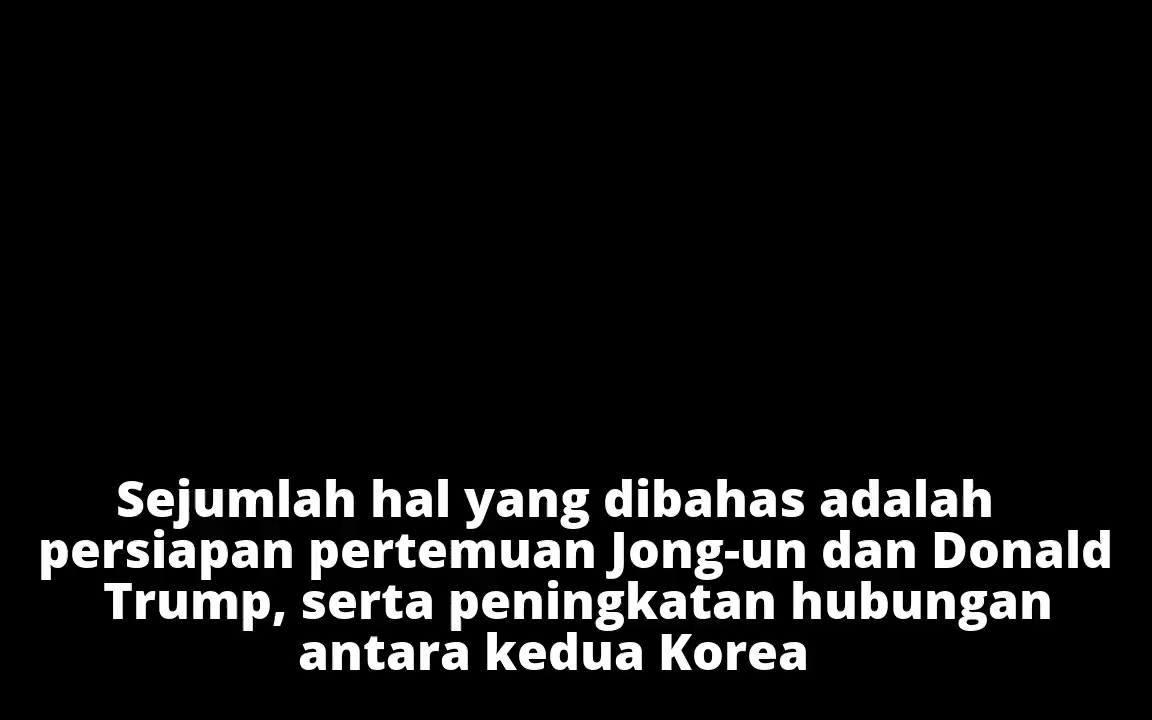 Sejumlah hal yang dibahas adalah
persiapan pertemuan Jong-un dan Donald
Trump, serta peningkatan hubungan
antara kedua Korea